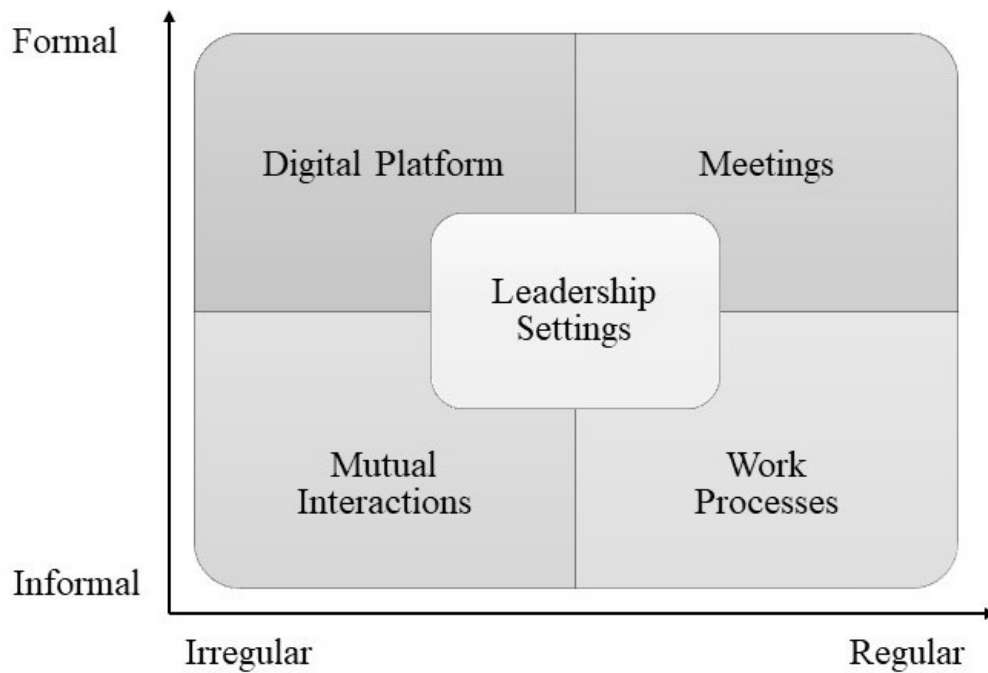 Formal
Digital Platform
Meetings
Leadership
Settings
Mutual
Interactions
Work
Processes
Informal
Irregular
Regular